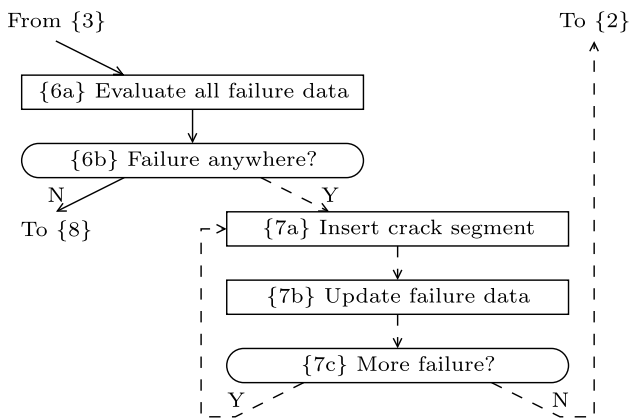 From {3}
To {2}
{6a} Evaluate all failure data
{6b} Failure anywhere?
N
Y
To {8}
{7a} Insert crack segment
{7b} Update failure data
{7c} More failure?
Y
N